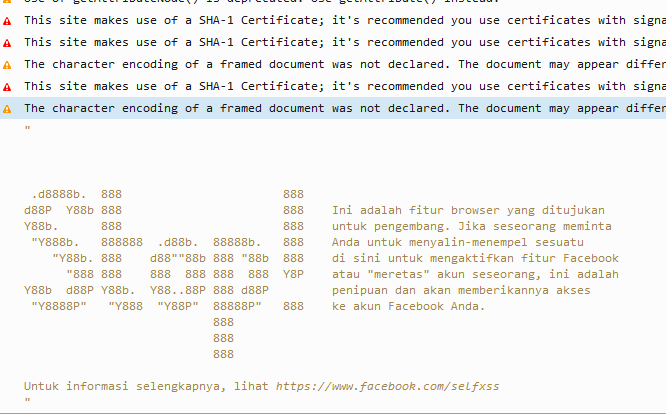 Use of getAttributeNode() is deprecated. Use getAttribute() instead.
This site makes use of a SHA-1 Certificate; it's recommended you use certificates with signa
This site makes use of a SHA-1 Certificate; it's recommended you use certificates with signa
The character encoding of a framed document was not declared. The document may appear differ
This site makes use of a SHA-1 Certificate; it's recommended you use certificates with signa
The character encoding of a framed document was not declared. The document may appear differ
"
 .d8888b.  888                       888
d88P  Y88b 888                       888    Ini adalah fitur browser yang ditujukan
Y88b.      888                       888    untuk pengembang. Jika seseorang meminta
 "Y888b.   888888  .d88b.  88888b.   888    Anda untuk menyalin-menempel sesuatu
    "Y88b. 888    d88""88b 888 "88b  888    di sini untuk mengaktifkan fitur Facebook
      "888 888    888  888 888  888  Y8P    atau "meretas" akun seseorang, ini adalah
Y88b  d88P Y88b.  Y88..88P 888 d88P         penipuan dan akan memberikannya akses
 "Y8888P"   "Y888  "Y88P"  88888P"   888    ke akun Facebook Anda.
                           888
                           888
                           888
Untuk informasi selengkapnya, lihat https://www.facebook.com/selfxss
"